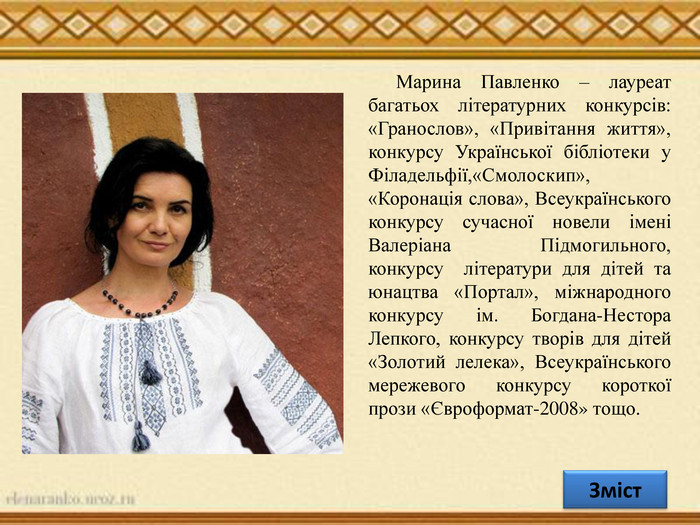 Марина Павленко – лауреат
багатьох літературних конкурсів:
«Гранослов», «Привітання життя»,
конкурсу Української бібліотеки у
Філадельфії,«Смолоскип»,
«Коронація слова», Всеукраїнського
конкурсу сучасної новели імені
Валеріана Підмогильного,
конкурсу літератури для дітей та
юнацтва «Портал», міжнародного
конкурсу ім. Богдана-Нестора
Лепкого, конкурсу творів для дітей
«Золотий лелека», Всеукраїнського
мережевого конкурсу короткої
прози «Євроформат-2008» тощо.
Зміст
elenaranko.ucoz.ru